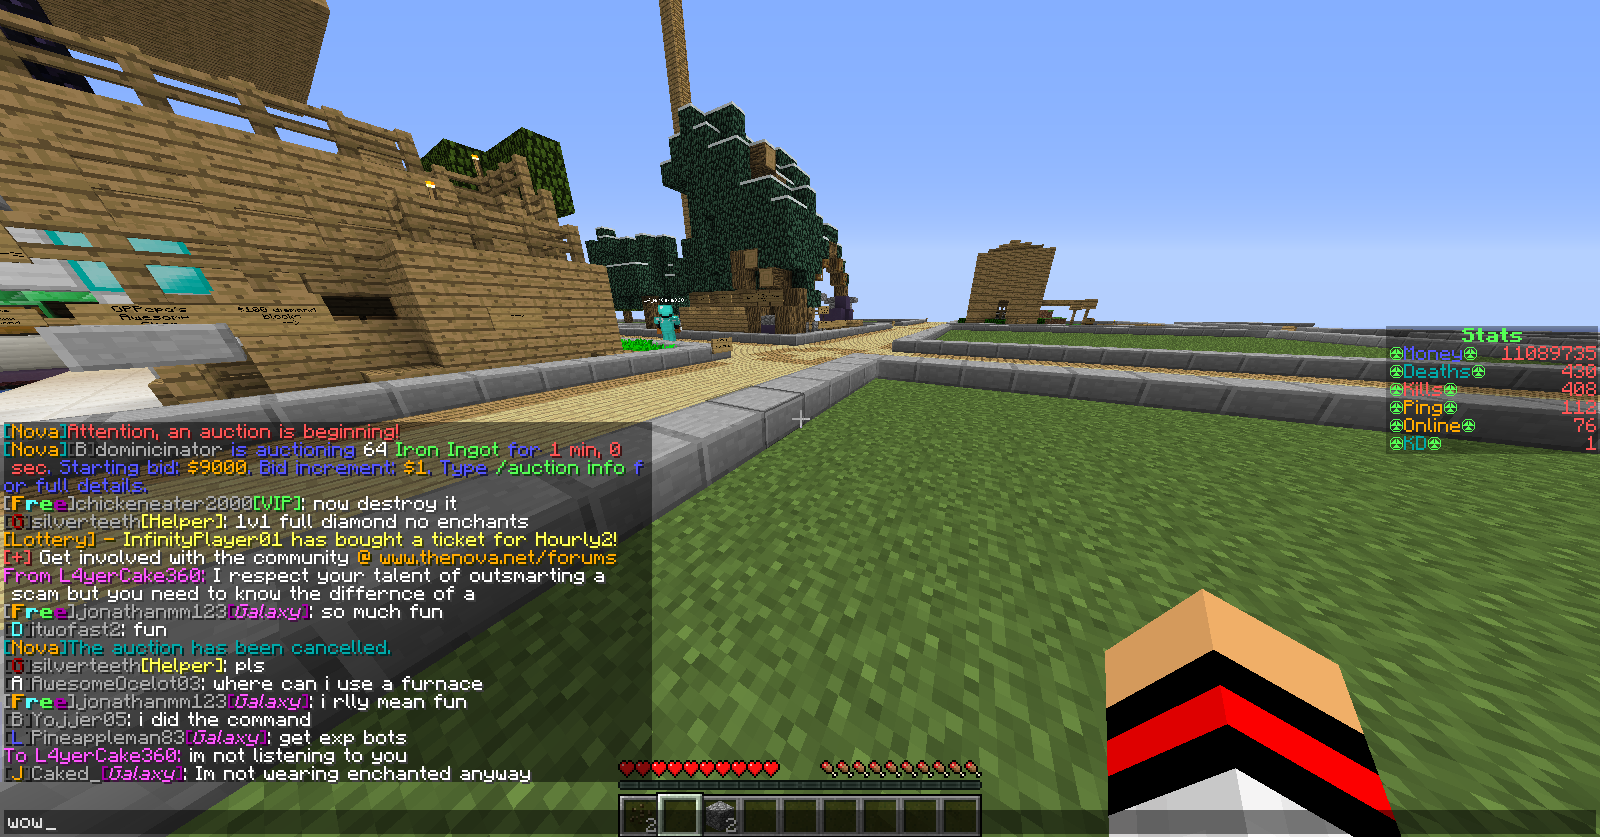 OPPopo's
Awesome
$100 diamond
blocks
L4yerCake360
Stats
Money 11089735
Deaths 430
Kills 408
Ping 112
Online 76
KD 1
[Nova]Attention, an auction is beginning!
[Nova][B]dominicinator is auctioning 64 Iron Ingot for 1 min, 0
sec. Starting bid: $9000. Bid increment: $1. Type /auction info f
or full details.
[Free]chickeneater2000[VIP]: now destroy it
[G]silverteeth[Helper]: 1v1 full diamond no enchants
[Lottery] - InfinityPlayer01 has bought a ticket for Hourly2!
[+] Get involved with the community @ www.thenova.net/forums
From L4yerCake360: I respect your talent of outsmarting a
scam but you need to know the differnce of a
[Free]jonathanmm123[Galaxy]: so much fun
[D]itwofast2: fun
[Nova]The auction has been cancelled.
[G]silverteeth[Helper]: pls
[A]AwesomeOcelot03: where can i use a furnace
[Free]jonathanmm123[Galaxy]: i rlly mean fun
[B]Yojjer05: i did the command
[L]Pineappleman83[Galaxy]: get exp bots
To L4yerCake360: im not listening to you
[J]Caked_[Galaxy]: Im not wearing enchanted anyway
2
2
wow_